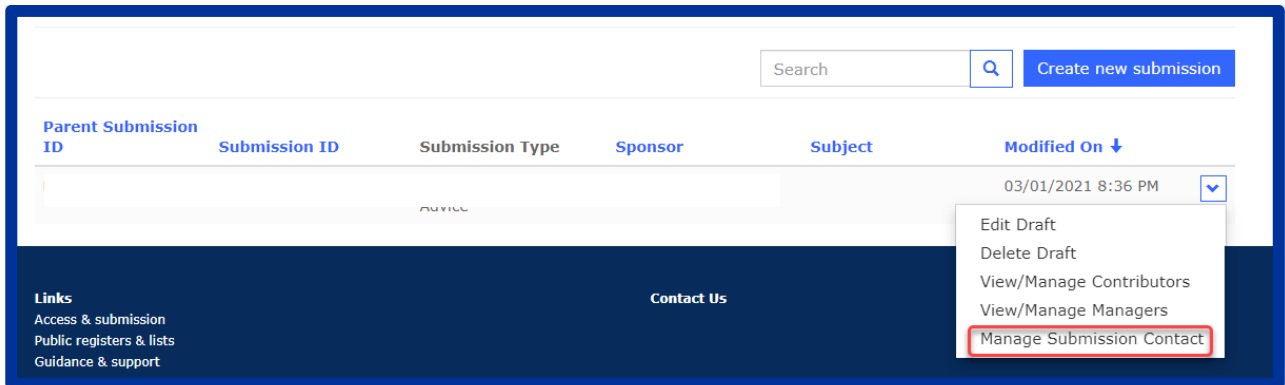 Search
Create new submission
Parent Submission
ID
Submission ID
Submission Type
Sponsor
Subject
Modified On
03/01/2021 8:36 PM
Advice
Edit Draft
Delete Draft
View/Manage Contributors
View/Manage Managers
Manage Submission Contact
Links
Access & submission
Public registers & lists
Guidance & support
Contact Us